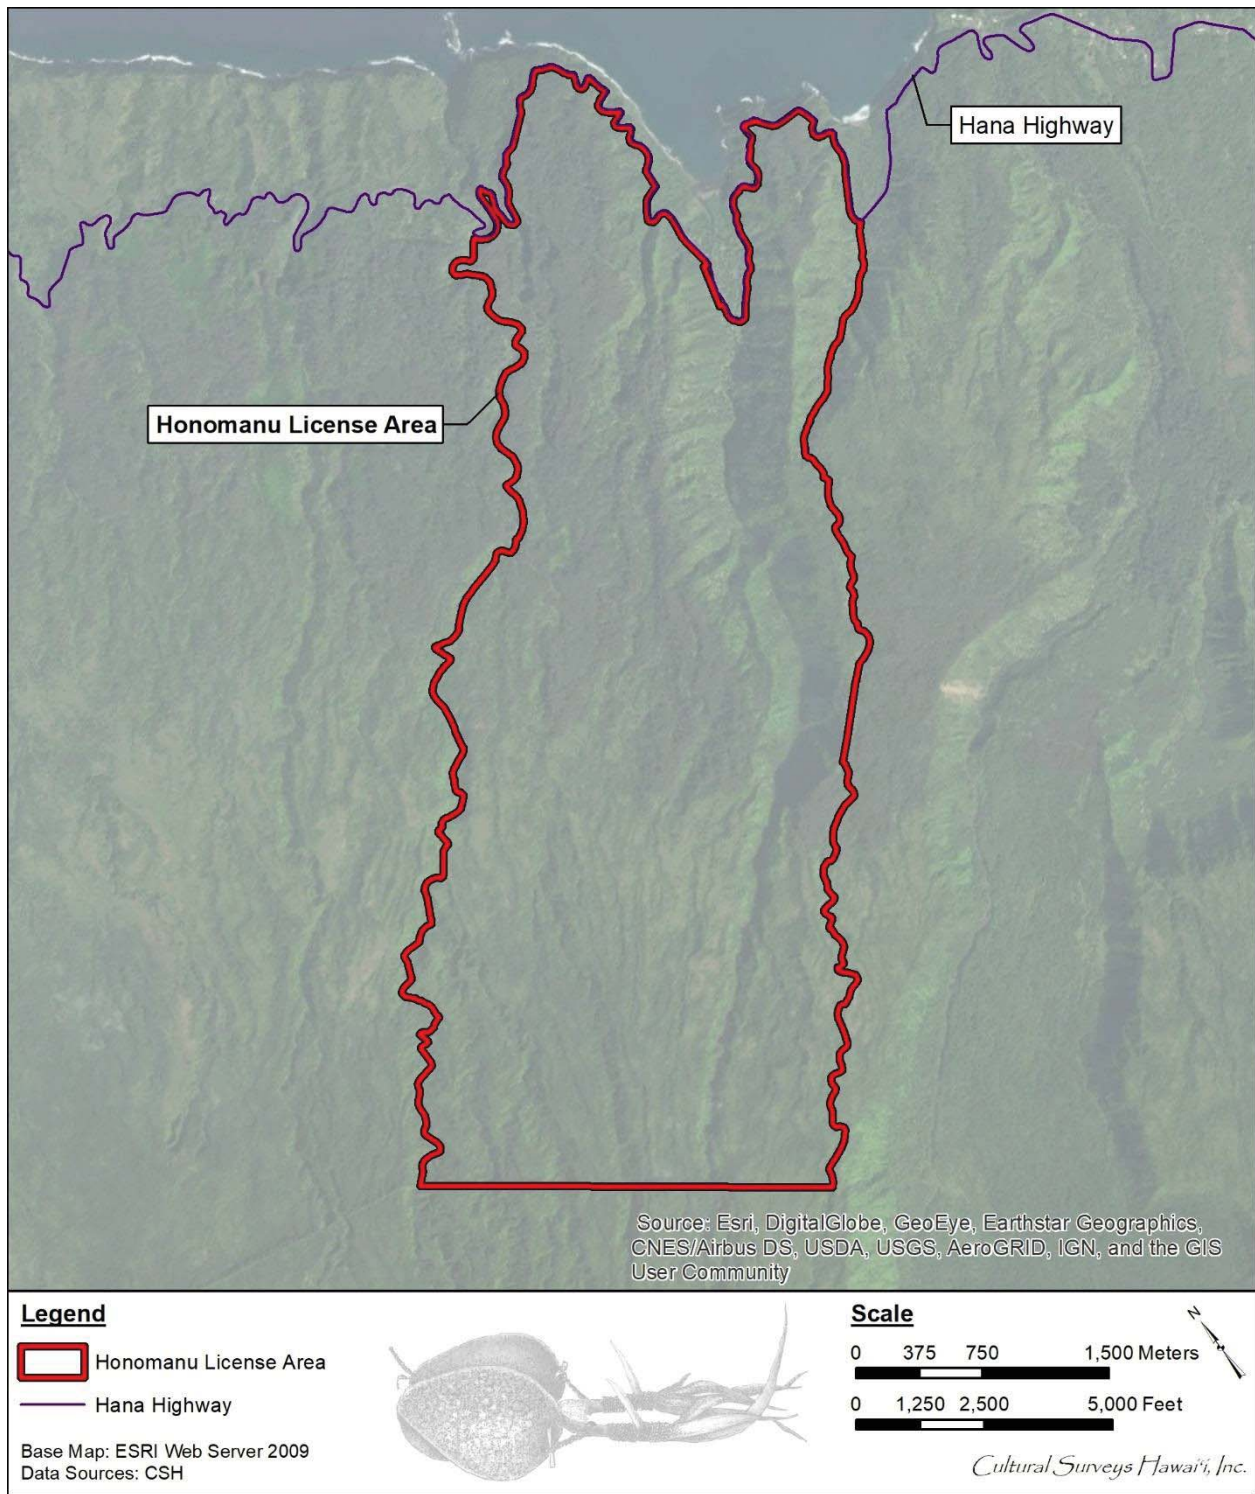 Hana Highway
Honomanu License Area
Source: Esri, DigitalGlobe, GeoEye, Earthstar Geographics,
CNES/Airbus DS, USDA, USGS, AeroGRID, IGN, and the GIS
User Community
Legend
Honomanu License Area
Hana Highway
Base Map: ESRI Web Server 2009
Data Sources: CSH
Scale
0 375 750 1,500 Meters
0 1,250 2,500 5,000 Feet
N
Cultural Surveys Hawai‘i, Inc.